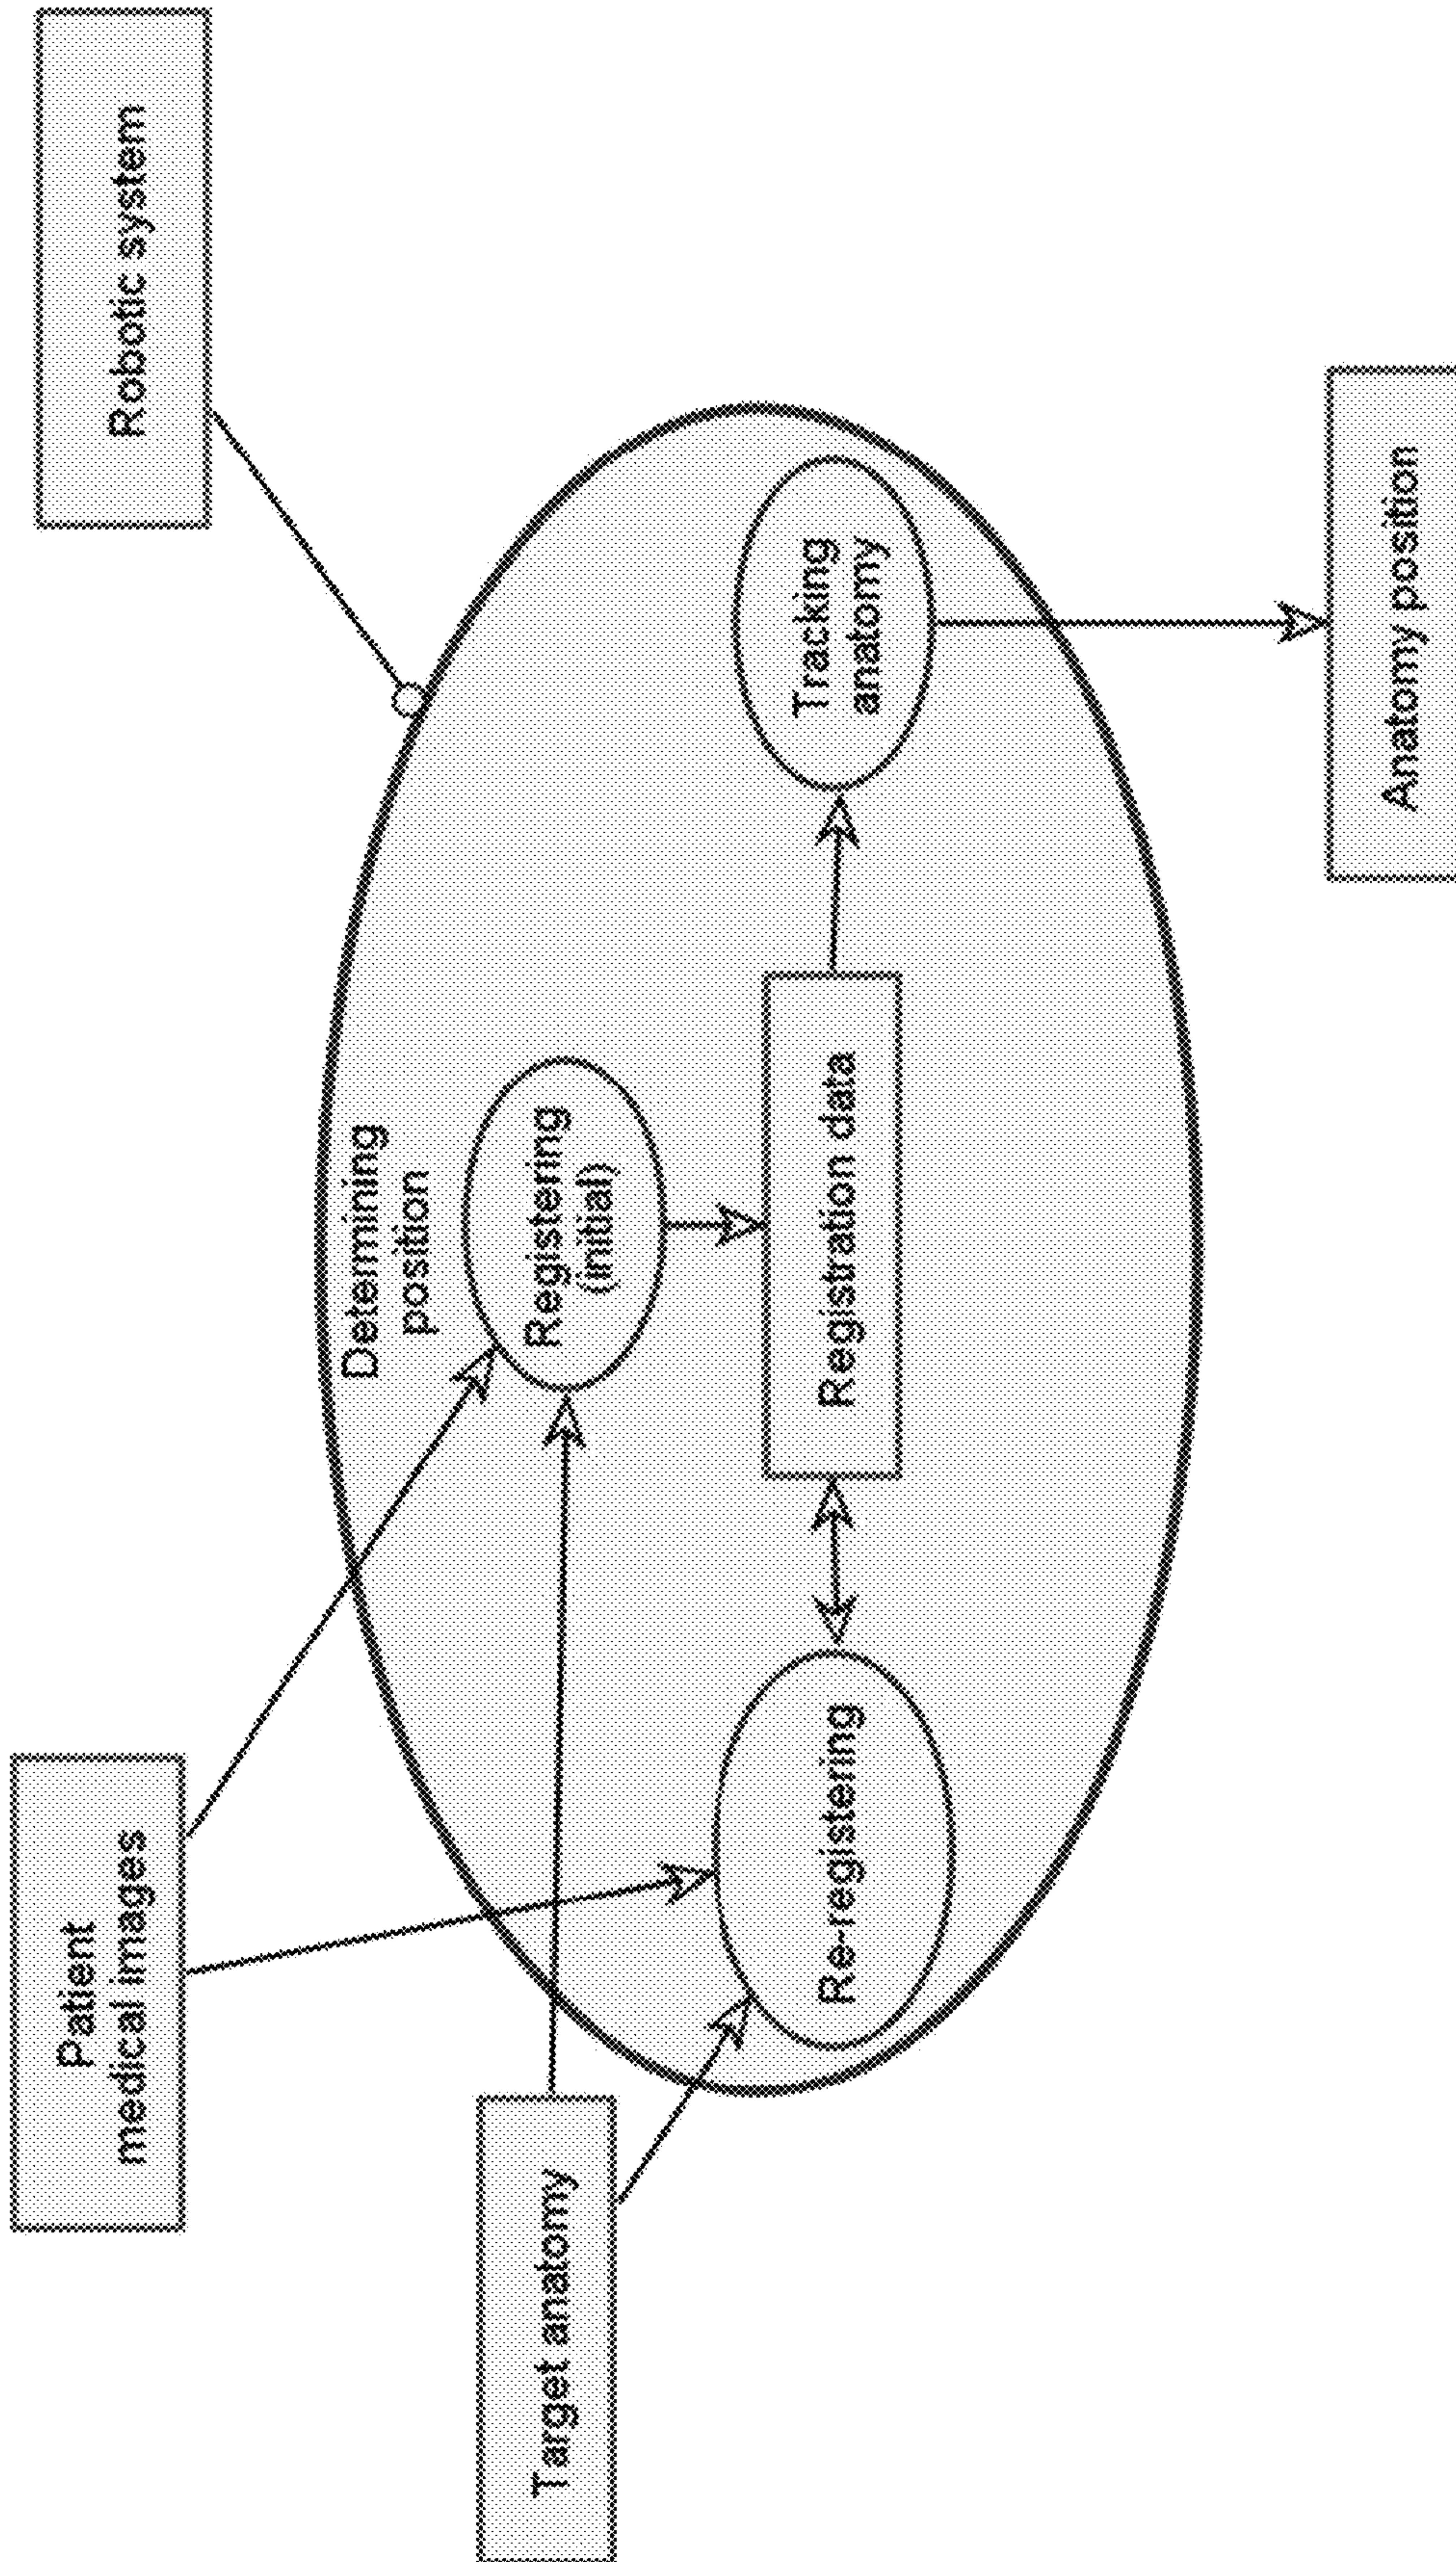 Patient
medical images
Robotic system
Determining
position
Target anatomy
Registering
(initial)
Re-registering
Registration data
Tracking
anatomy
Anatomy position